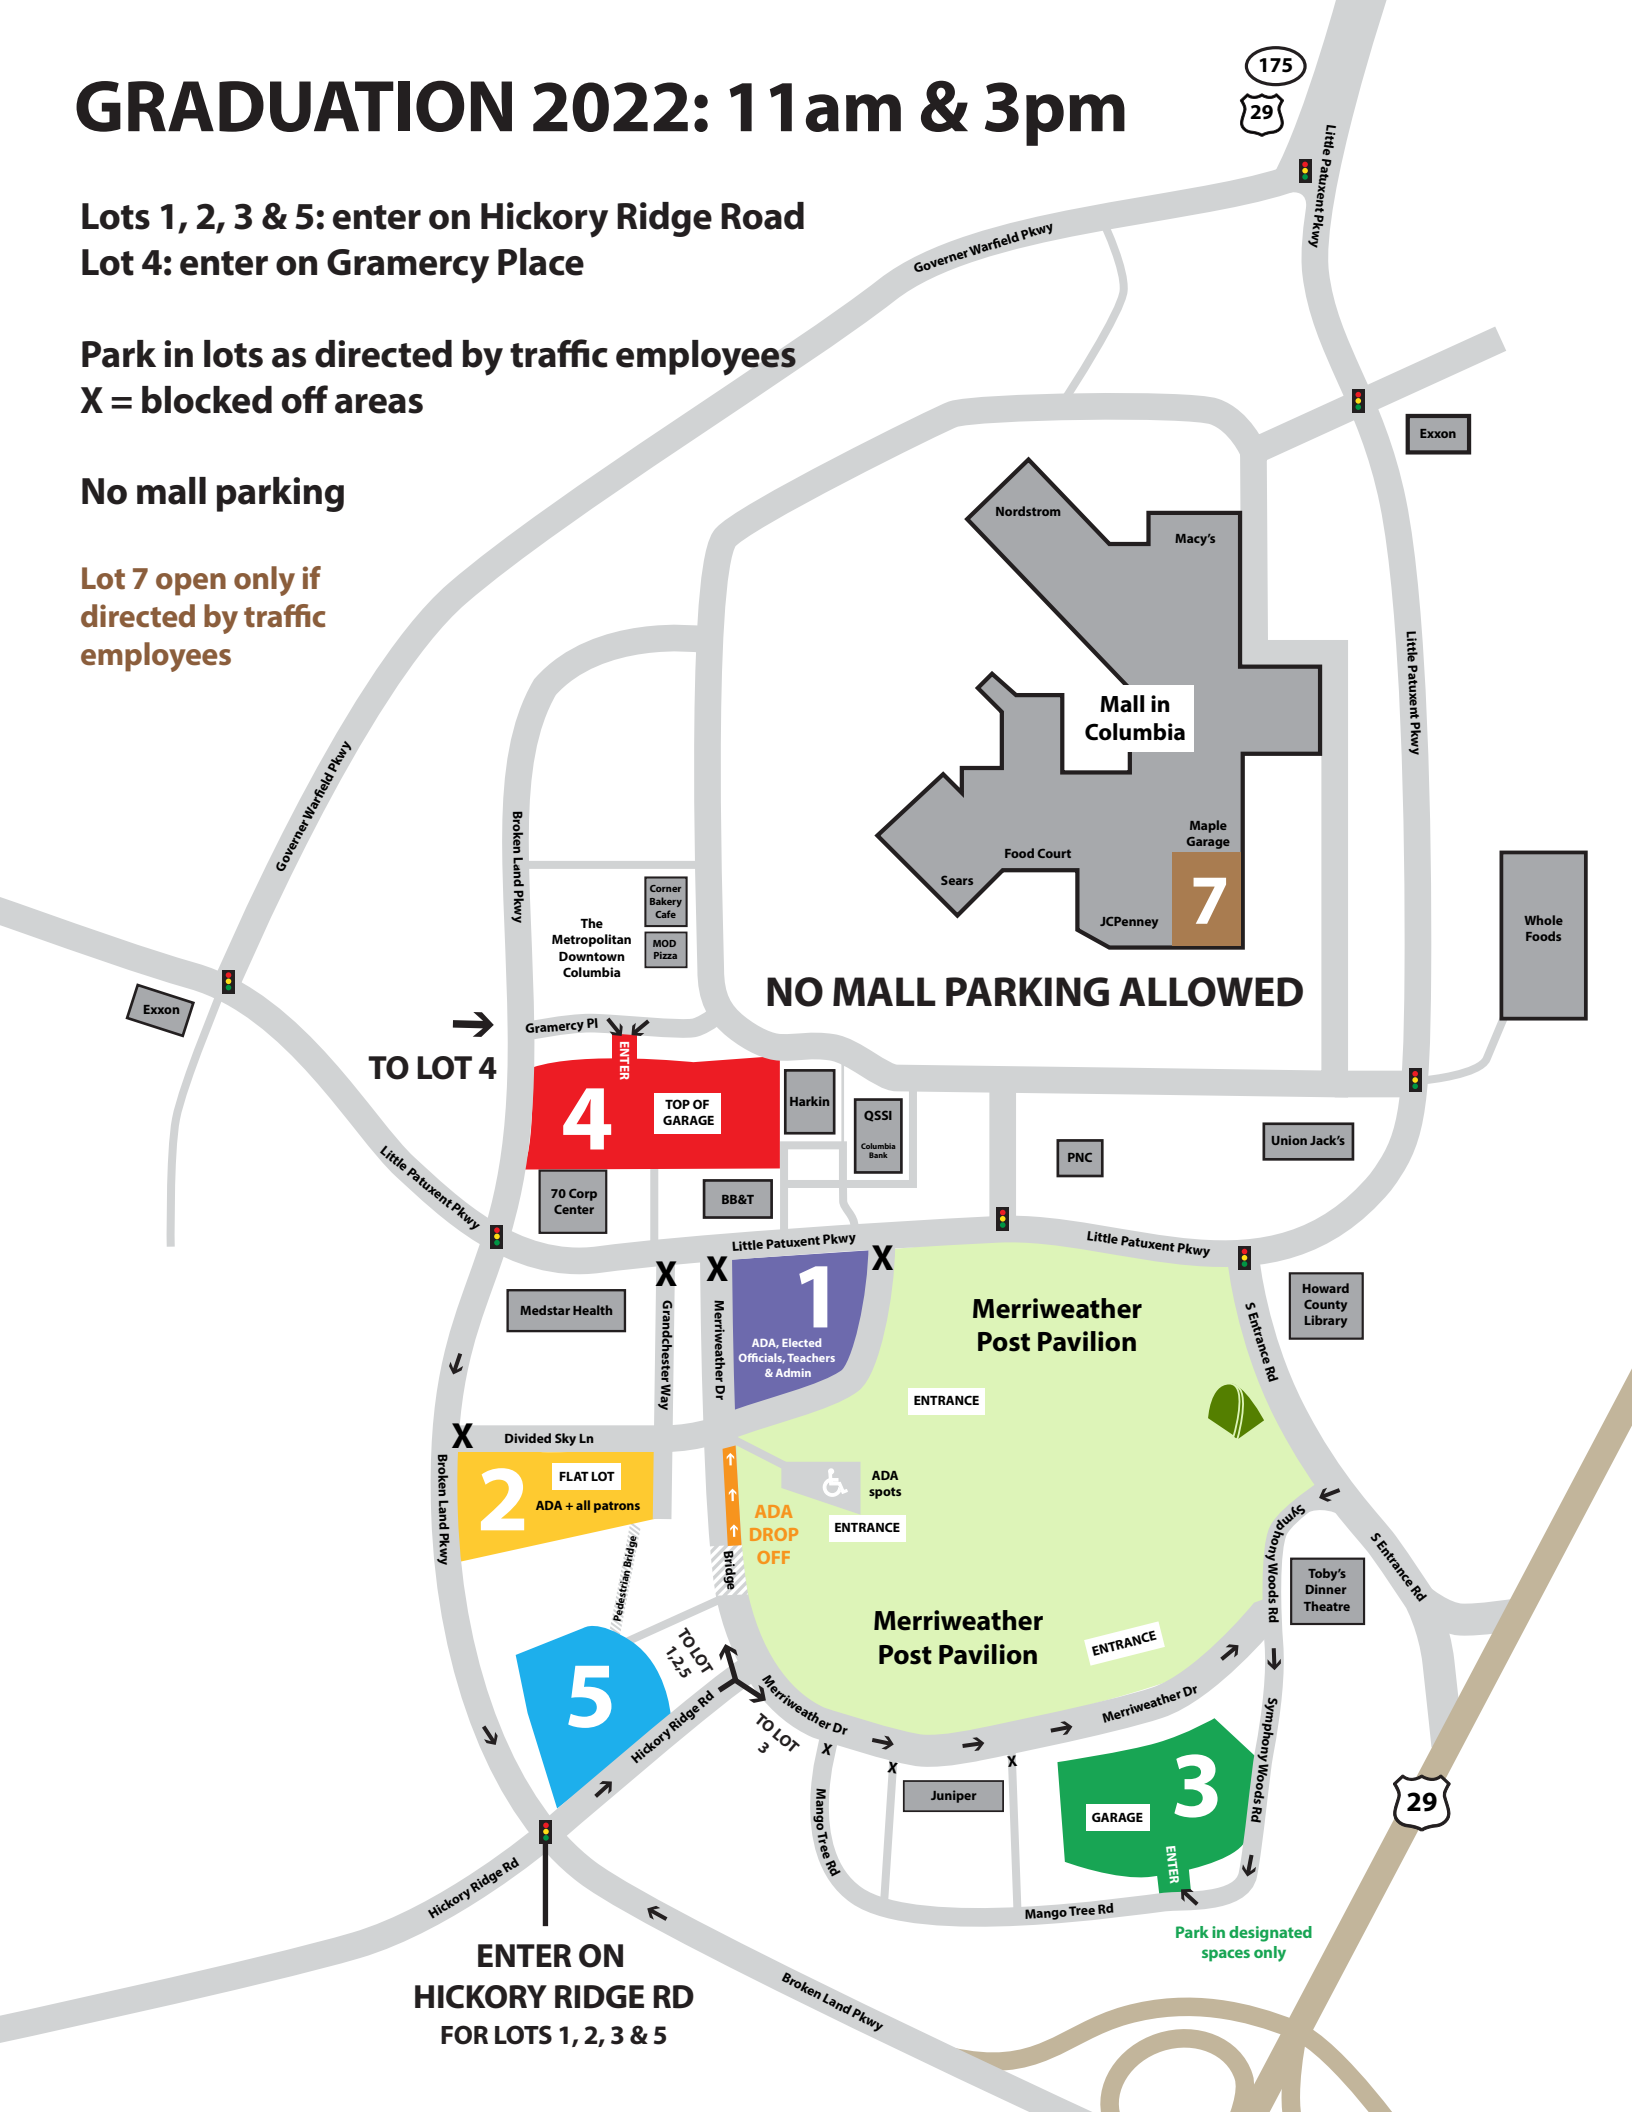 GRADUATION 2022: 11am & 3pm
Lots 1, 2, 3 & 5: enter on Hickory Ridge Road
Lot 4: enter on Gramercy Place
Park in lots as directed by traffic employees
X = blocked off areas
No mall parking
Lot 7 open only if
directed by traffic
employees
175
29
Little Patuxent Pkwy
Governer Warfield Pkwy
Exxon
Nordstrom
Macy's
Mall in
Columbia
Little Patuxent Pkwy
Governer Warfield Pkwy
Broken Land Pkwy
Maple
Garage
7
Food Court
Sears
JCPenney
Corner
Bakery
Cafe
MOD
Pizza
The
Metropolitan
Downtown
Columbia
Whole
Foods
NO MALL PARKING ALLOWED
Exxon
Gramercy Pl
TO LOT 4
ENTER
4
TOP OF
GARAGE
Harkin
QSSI
Columbia
Bank
PNC
Union Jack's
70 Corp
Center
BB&T
Little Patuxent Pkwy
Little Patuxent Pkwy
Little Patuxent Pkwy
X
X
X
1
ADA, Elected
Officials, Teachers
& Admin
Medstar Health
Grandchester Way
Merriweather Dr
Merriweather
Post Pavilion
Howard
County
Library
S Entrance Rd
ENTRANCE
X
Divided Sky Ln
Broken Land Pkwy
2
FLAT LOT
ADA + all patrons
ADA
spots
ENTRANCE
ADA
DROP
OFF
Bridge
Pedestrian Bridge
Symphony Woods Rd
S Entrance Rd
Toby's
Dinner
Theatre
Merriweather
Post Pavilion
ENTRANCE
5
TO LOT
1,2,5
Hickory Ridge Rd
TO LOT
3
Merriweather Dr
Merriweather Dr
Symphony Woods Rd
X
X
X
Juniper
Mango Tree Rd
3
GARAGE
ENTER
29
Hickory Ridge Rd
Mango Tree Rd
Park in designated
spaces only
ENTER ON
HICKORY RIDGE RD
FOR LOTS 1, 2, 3 & 5
Broken Land Pkwy